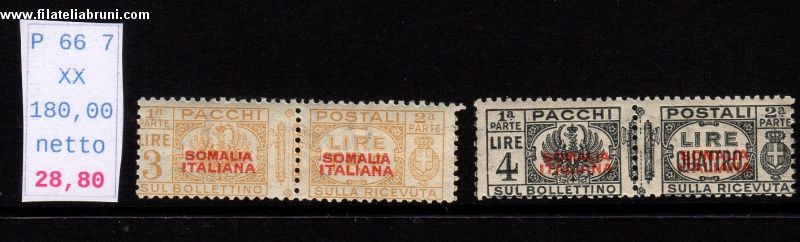 www.filateliabruni.com
P 66 7
XX
180,00
netto
28,80
1ª PARTE PACCHI POSTALI 2ª PARTE
3 LIRE
SOMALIA ITALIANA SOMALIA ITALIANA
SUL BOLLETTINO SULLA RICEVUTA
1ª PARTE PACCHI POSTALI 2ª PARTE
LIRE 4 LIRE QUATTRO
SOMALIA ITALIANA
SUL BOLLETTINO SULLA RICEVUTA